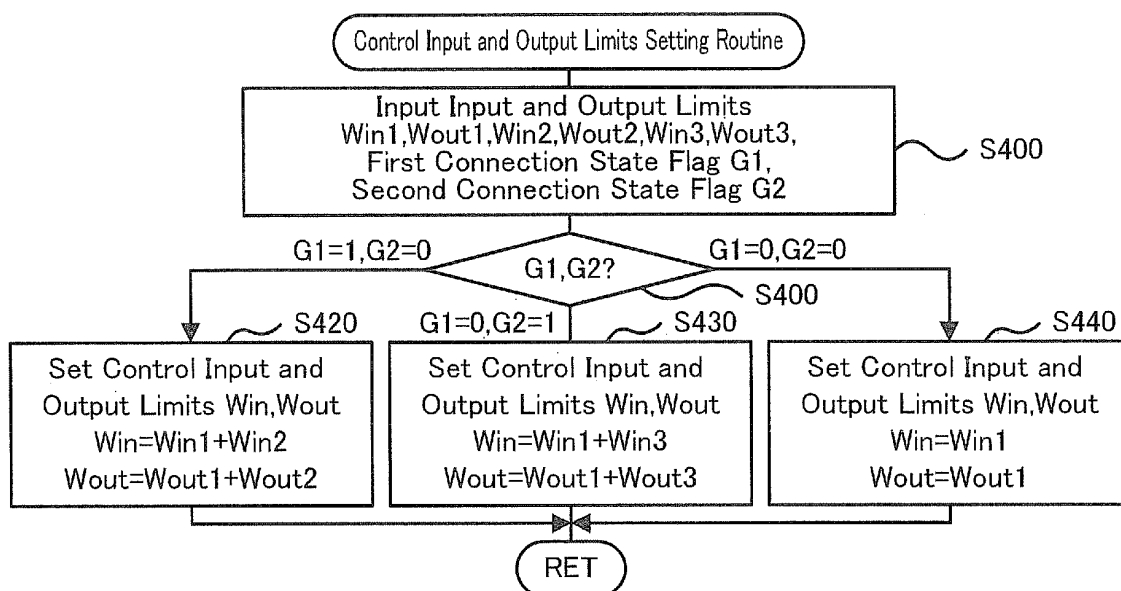 Control Input and Output Limits Setting Routine
Input Input and Output Limits
Win1,Wout1,Win2,Wout2,Win3,Wout3,
First Connection State Flag G1,
Second Connection State Flag G2
S400
G1=1,G2=0
G1,G2?
G1=0,G2=0
S400
G1=0,G2=1
S420
Set Control Input and
Output Limits Win,Wout
Win=Win1+Win2
Wout=Wout1+Wout2
S430
Set Control Input and
Output Limits Win,Wout
Win=Win1+Win3
Wout=Wout1+Wout3
S440
Set Control Input and
Output Limits Win,Wout
Win=Win1
Wout=Wout1
RET